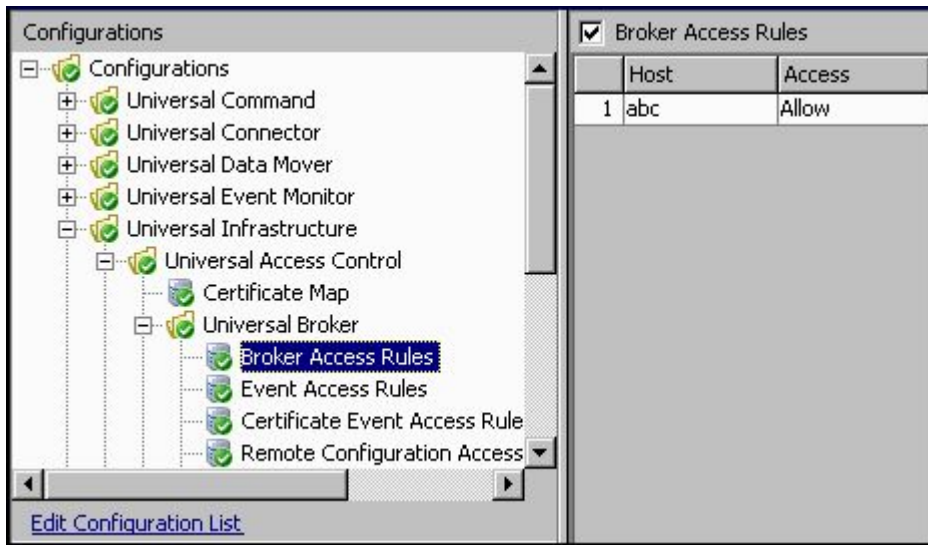 Configurations
Configurations
Universal Command
Universal Connector
Universal Data Mover
Universal Event Monitor
Universal Infrastructure
Universal Access Control
Certificate Map
Universal Broker
Broker Access Rules
Event Access Rules
Certificate Event Access Rule
Remote Configuration Access
Edit Configuration List
Broker Access Rules
Host Access
1 abc Allow